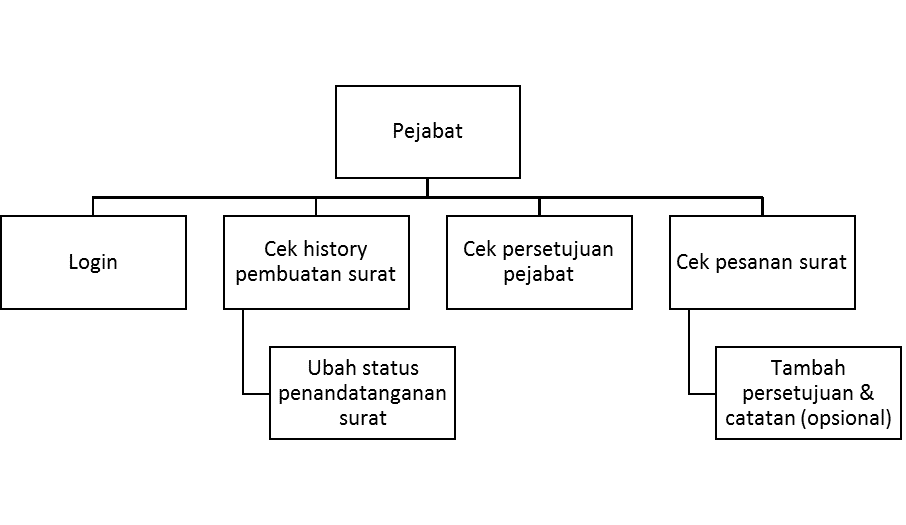 Pejabat
Login
Cek history
pembuatan surat
Cek persetujuan
pejabat
Cek pesanan surat
Ubah status
penandatanganan
surat
Tambah
persetujuan &
catatan (opsional)